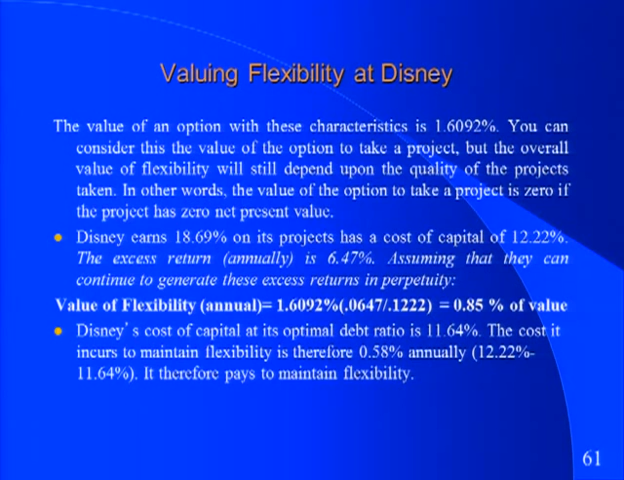 Valuing Flexibility at Disney
The value of an option with these characteristics is 1.6092%. You can
consider this the value of the option to take a project, but the overall
value of flexibility will still depend upon the quality of the projects
taken. In other words, the value of the option to take a project is zero if
the project has zero net present value.
Disney earns 18.69% on its projects has a cost of capital of 12.22%.
The excess return (annually) is 6.47%. Assuming that they can
continue to generate these excess returns in perpetuity:
Value of Flexibility (annual)= 1.6092%(.0647/.1222) = 0.85 % of value
Disney's cost of capital at its optimal debt ratio is 11.64%. The cost it
incurs to maintain flexibility is therefore 0.58% annually (12.22%-
11.64%). It therefore pays to maintain flexibility.
61